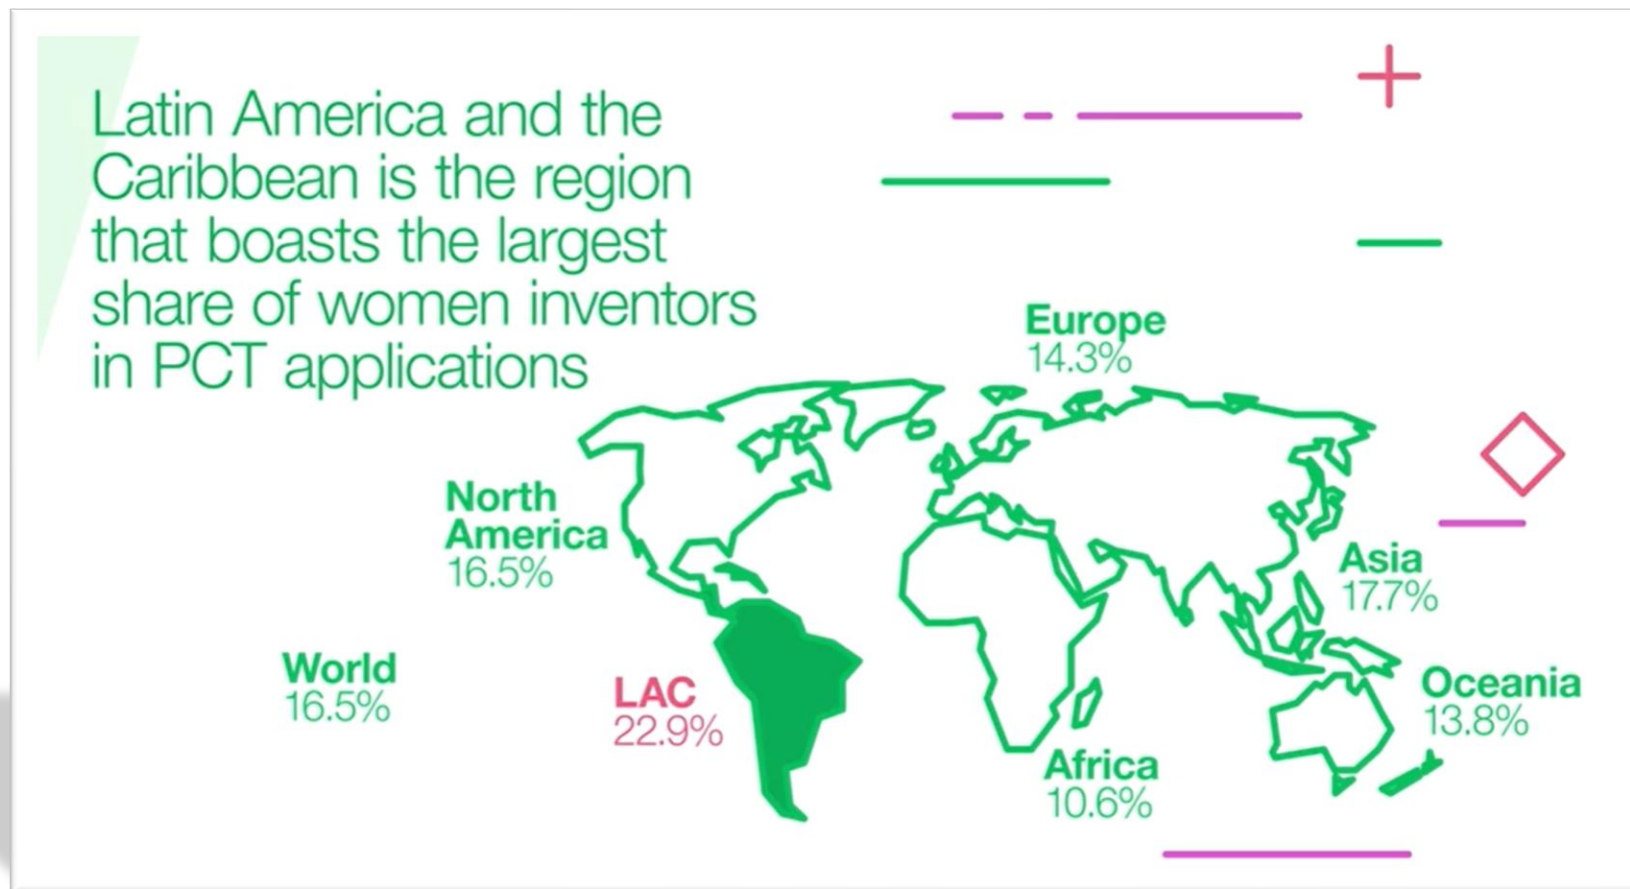 Latin America and the
Caribbean is the region
that boasts the largest
share of women inventors
in PCT applications
Europe
14.3%
North
America
16.5%
Asia
17.7%
World
16.5%
LAC
22.9%
Oceania
13.8%
Africa
10.6%